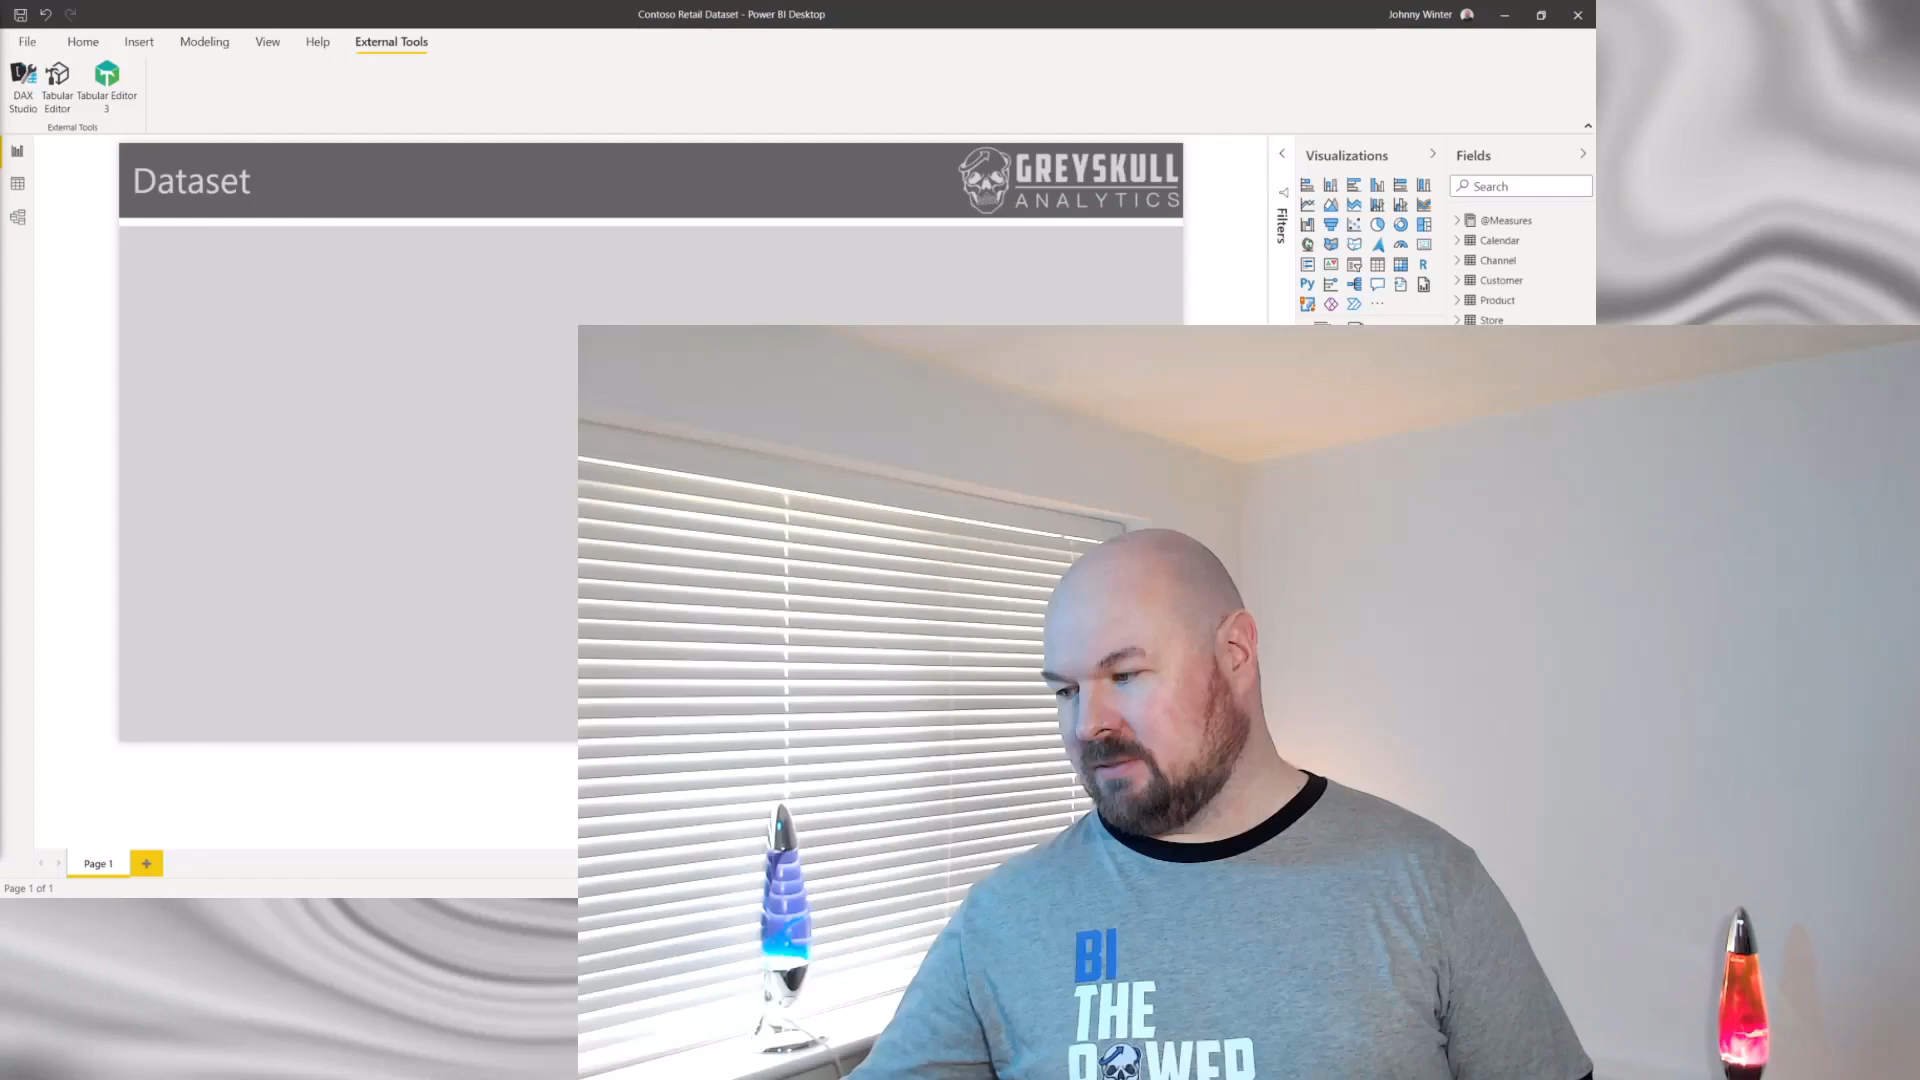 Contoso Retail Dataset - Power BI Desktop
Johnny Winter
File Home Insert Modeling View Help External Tools
DAX Studio
Tabular Editor
Tabular Editor 3
External Tools
Dataset
GREYSKULL
ANALYTICS
Filters
Visualizations
R
Py
Fields
Search
@Measures
Calendar
Channel
Customer
Product
Store
Page 1
Page 1 of 1
BI
THE
POWER